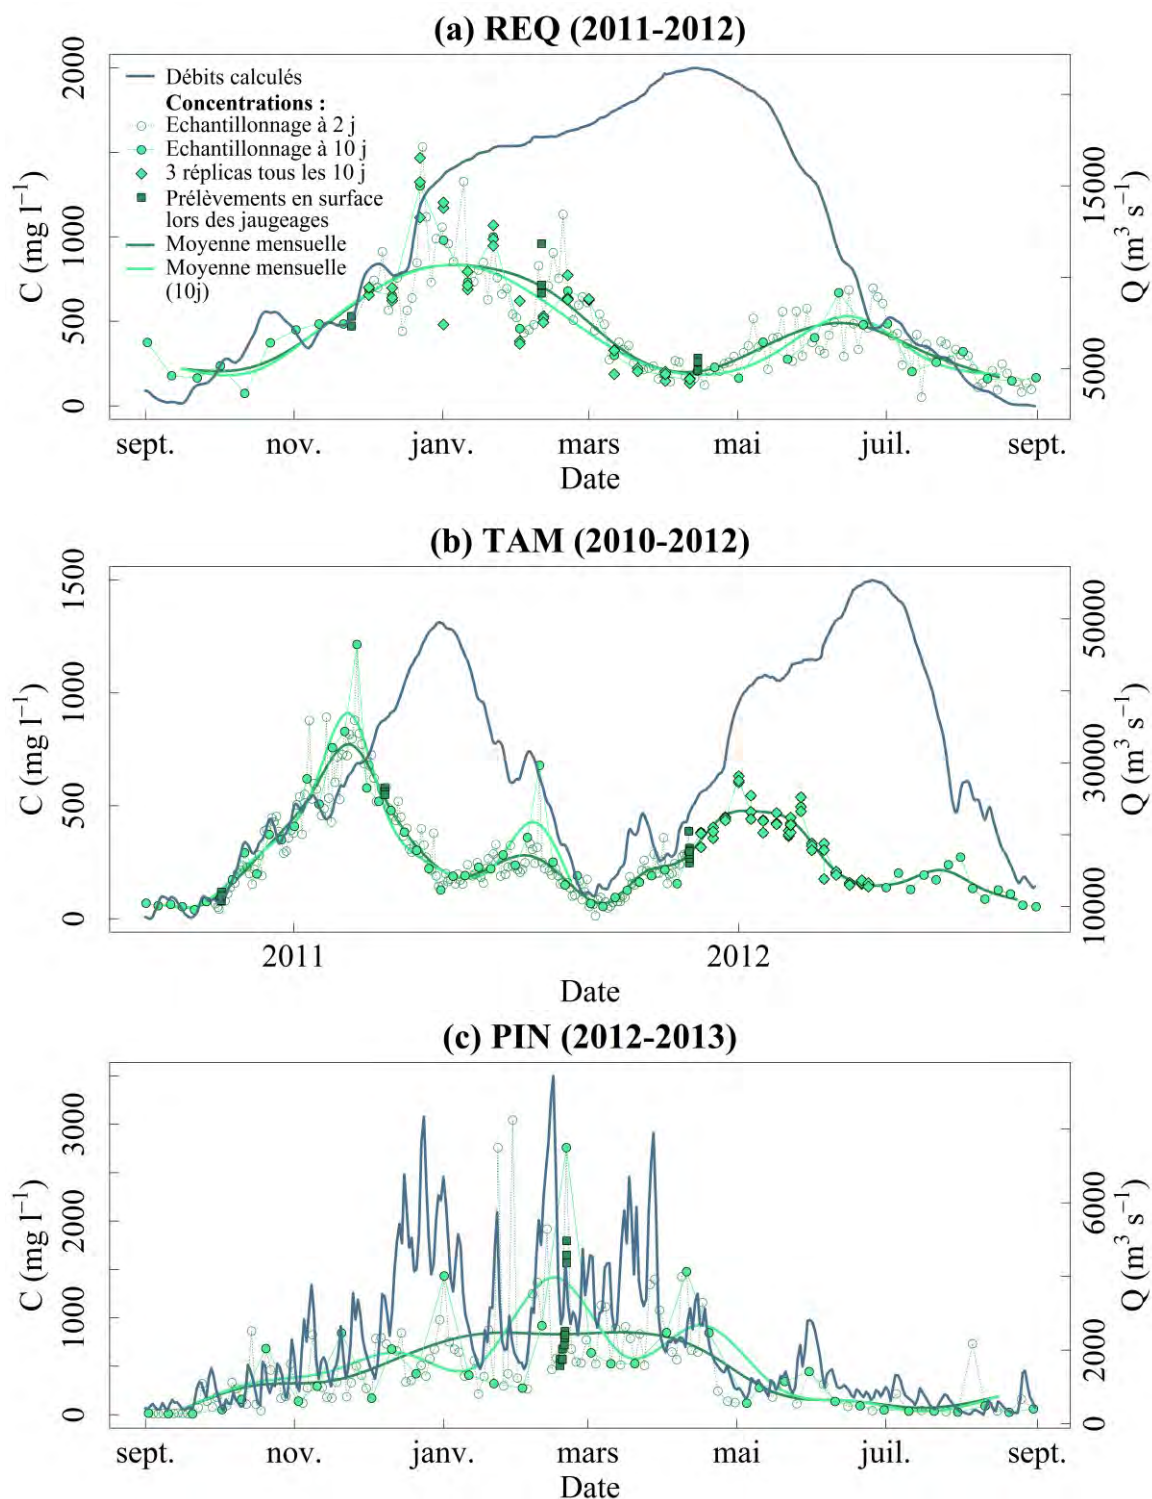 (a) REQ (2011-2012)
Débits calculés
Concentrations :
Echantillonnage à 2 j
Echantillonnage à 10 j
3 réplicas tous les 10 j
Prélèvements en surface
lors des jaugeages
Moyenne mensuelle
Moyenne mensuelle
(10j)
C (mg l⁻¹)
0 500 1000 2000
Q (m³ s⁻¹)
5000 15000
sept. nov. janv. mars mai juil. sept.
Date
(b) TAM (2010-2012)
C (mg l⁻¹)
0 500 1000 1500
Q (m³ s⁻¹)
10000 30000 50000
2011 2012
Date
(c) PIN (2012-2013)
C (mg l⁻¹)
0 1000 2000 3000
Q (m³ s⁻¹)
0 2000 6000
sept. nov. janv. mars mai juil. sept.
Date